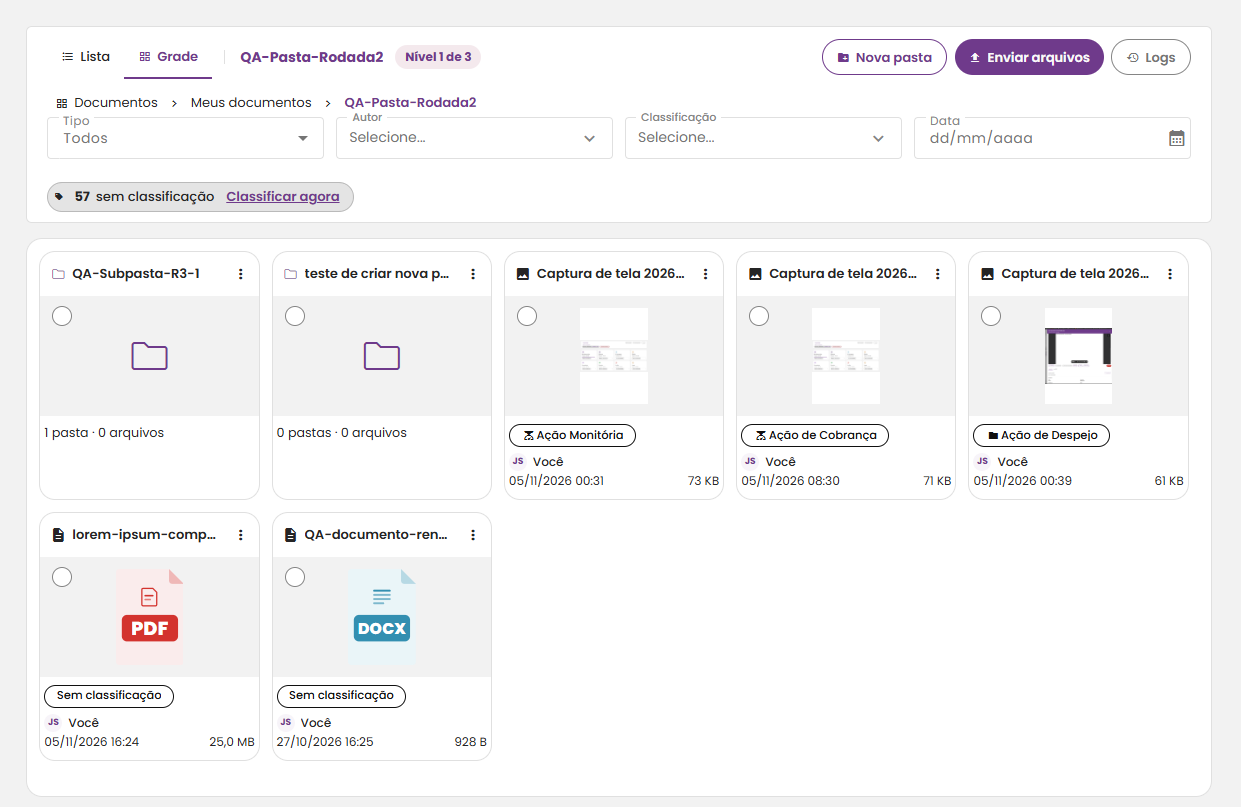 Lista Grade QA-Pasta-Rodada2 Nível 1 de 3 Nova pasta Enviar arquivos Logs
Documentos > Meus documentos > QA-Pasta-Rodada2
Tipo Autor Classificação Data
Todos Selecione... Selecione... dd/mm/aaaa
57 sem classificação Classificar agora
QA-Subpasta-R3-1
1 pasta · 0 arquivos
teste de criar nova p...
0 pastas · 0 arquivos
Captura de tela 2026...
Ação Monitória
JS Você
05/11/2026 00:31 73 KB
Captura de tela 2026...
Ação de Cobrança
JS Você
05/11/2026 08:30 71 KB
Captura de tela 2026...
Ação de Despejo
JS Você
05/11/2026 00:39 61 KB
lorem-ipsum-comp...
PDF
Sem classificação
JS Você
05/11/2026 16:24 25,0 MB
QA-documento-ren...
DOCX
Sem classificação
JS Você
27/10/2026 16:25 928 B